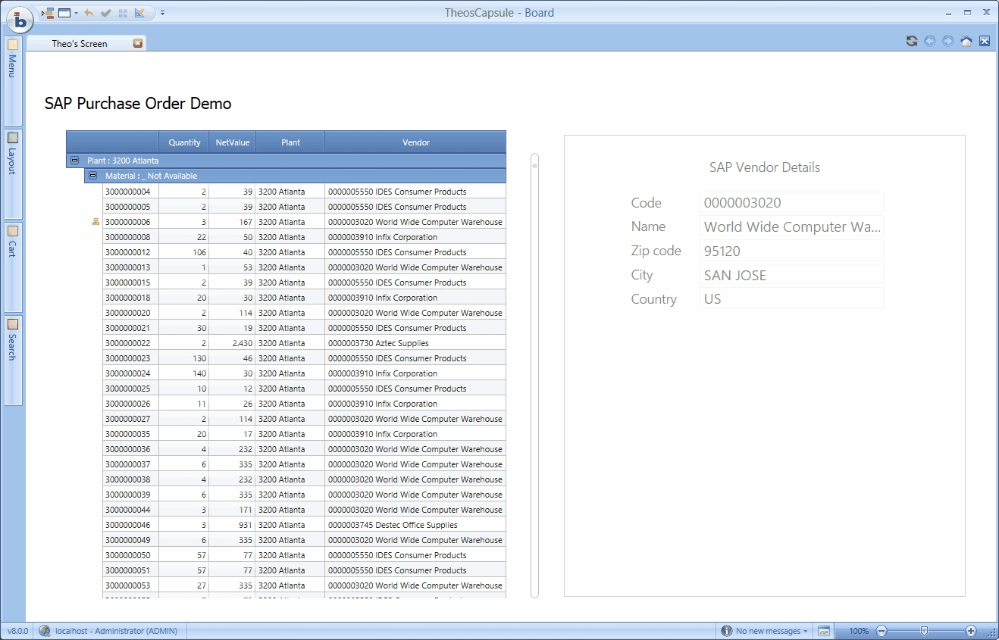 TheosCapsule - Board
Theo's Screen
Menu
Layout
Cart
Search
SAP Purchase Order Demo
Quantity NetValue Plant Vendor
Plant : 3200 Atlanta
Material : _ Not Available
3000000004 2 39 3200 Atlanta 0000005550 IDES Consumer Products
3000000005 2 39 3200 Atlanta 0000005550 IDES Consumer Products
3000000006 3 167 3200 Atlanta 0000003020 World Wide Computer Warehouse
3000000008 22 50 3200 Atlanta 0000003910 Infix Corporation
3000000012 106 40 3200 Atlanta 0000005550 IDES Consumer Products
3000000013 1 53 3200 Atlanta 0000003020 World Wide Computer Warehouse
3000000015 2 39 3200 Atlanta 0000005550 IDES Consumer Products
3000000018 20 30 3200 Atlanta 0000003910 Infix Corporation
3000000020 2 114 3200 Atlanta 0000003020 World Wide Computer Warehouse
3000000021 30 19 3200 Atlanta 0000005550 IDES Consumer Products
3000000022 2 2.430 3200 Atlanta 0000003730 Aztec Supplies
3000000023 130 46 3200 Atlanta 0000005550 IDES Consumer Products
3000000024 140 30 3200 Atlanta 0000003910 Infix Corporation
3000000025 10 12 3200 Atlanta 0000005550 IDES Consumer Products
3000000026 11 26 3200 Atlanta 0000003910 Infix Corporation
3000000027 2 114 3200 Atlanta 0000003020 World Wide Computer Warehouse
3000000035 20 17 3200 Atlanta 0000003910 Infix Corporation
3000000036 4 232 3200 Atlanta 0000003020 World Wide Computer Warehouse
3000000037 6 335 3200 Atlanta 0000003020 World Wide Computer Warehouse
3000000038 4 232 3200 Atlanta 0000003020 World Wide Computer Warehouse
3000000039 6 335 3200 Atlanta 0000003020 World Wide Computer Warehouse
3000000044 3 171 3200 Atlanta 0000003020 World Wide Computer Warehouse
3000000046 3 931 3200 Atlanta 0000003745 Destec Office Supplies
3000000049 6 335 3200 Atlanta 0000003020 World Wide Computer Warehouse
3000000050 57 77 3200 Atlanta 0000005550 IDES Consumer Products
3000000051 57 77 3200 Atlanta 0000005550 IDES Consumer Products
3000000053 27 335 3200 Atlanta 0000003020 World Wide Computer Warehouse
SAP Vendor Details
Code 0000003020
Name World Wide Computer Wa...
Zip code 95120
City SAN JOSE
Country US
v8.0.0 localhost - Administrator (ADMIN) No new messages 100%